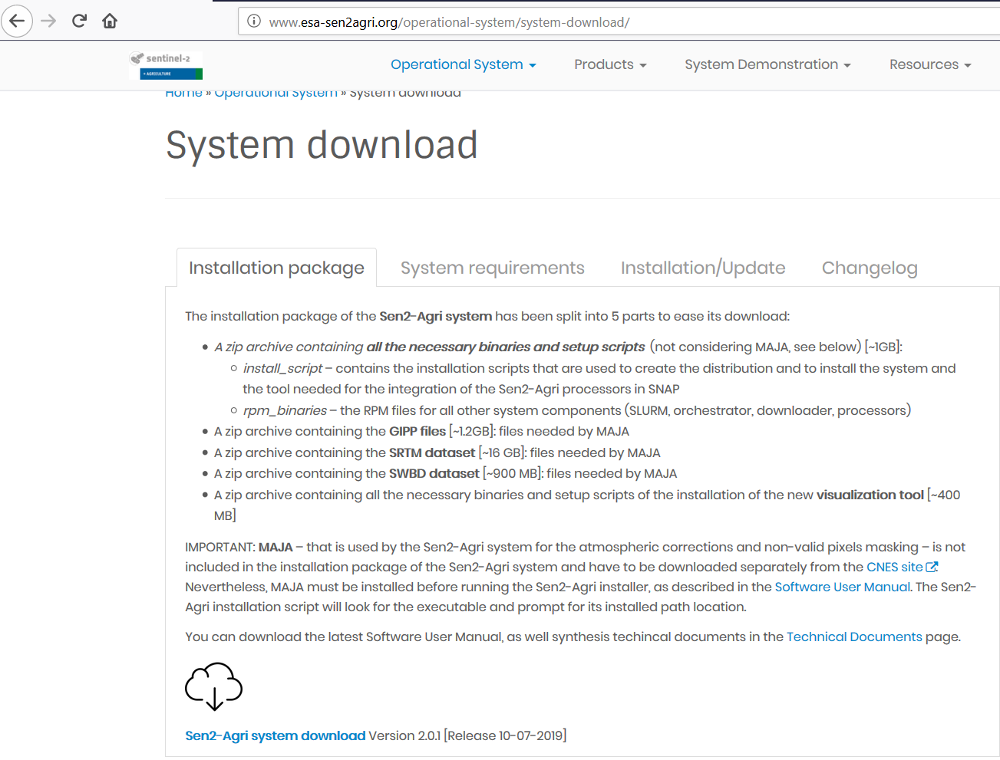 www.esa-sen2agri.org/operational-system/system-download/
sentinel-2
+ AGRICULTURE
Operational System
Products
System Demonstration
Resources
Home » Operational System » System download
System download
Installation package
System requirements
Installation/Update
Changelog
The installation package of the Sen2-Agri system has been split into 5 parts to ease its download:
A zip archive containing all the necessary binaries and setup scripts (not considering MAJA, see below) [~1GB]:
install_script – contains the installation scripts that are used to create the distribution and to install the system and
the tool needed for the integration of the Sen2-Agri processors in SNAP
rpm_binaries – the RPM files for all other system components (SLURM, orchestrator, downloader, processors)
A zip archive containing the GIPP files [~1.2GB]: files needed by MAJA
A zip archive containing the SRTM dataset [~16 GB]: files needed by MAJA
A zip archive containing the SWBD dataset [~900 MB]: files needed by MAJA
A zip archive containing all the necessary binaries and setup scripts of the installation of the new visualization tool [~400
MB]
IMPORTANT: MAJA – that is used by the Sen2-Agri system for the atmospheric corrections and non-valid pixels masking – is not
included in the installation package of the Sen2-Agri system and have to be downloaded separately from the CNES site.
Nevertheless, MAJA must be installed before running the Sen2-Agri installer, as described in the Software User Manual. The Sen2-
Agri installation script will look for the executable and prompt for its installed path location.
You can download the latest Software User Manual, as well synthesis techincal documents in the Technical Documents page.
Sen2-Agri system download Version 2.0.1 [Release 10-07-2019]